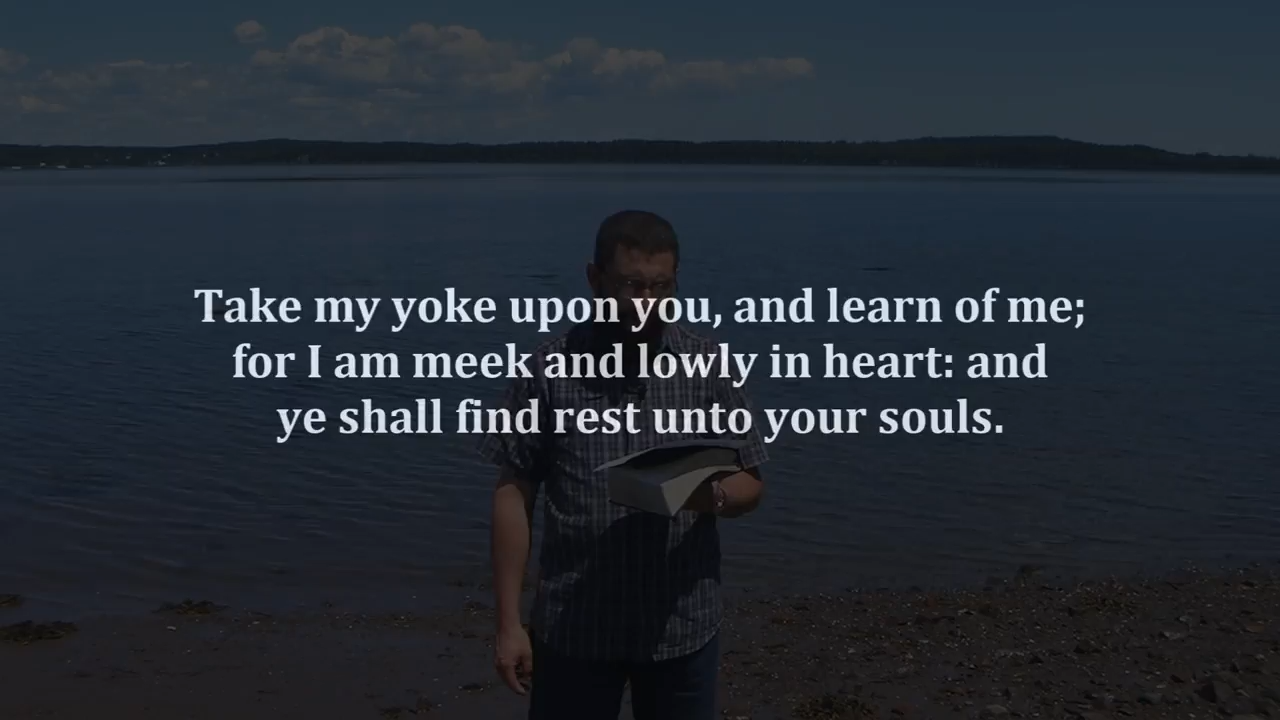 Take my yoke upon you, and learn of me;
for I am meek and lowly in heart: and
ye shall find rest unto your souls.